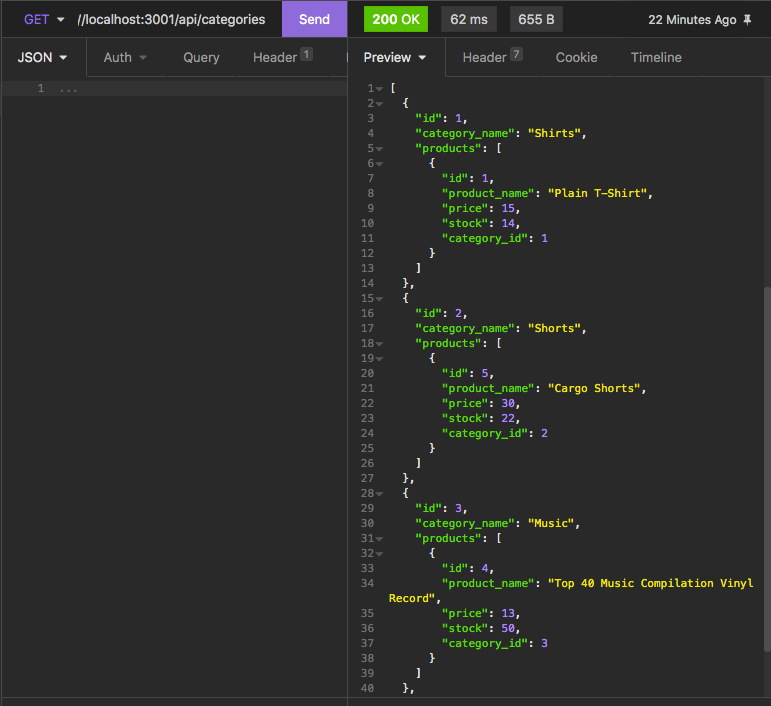 GET //localhost:3001/api/categories Send 200 OK 62 ms 655 B 22 Minutes Ago
JSON Auth Query Header 1 Preview Header 7 Cookie Timeline
1 ...
1 [
2 {
3 "id": 1,
4 "category_name": "Shirts",
5 "products": [
6 {
7 "id": 1,
8 "product_name": "Plain T-Shirt",
9 "price": 15,
10 "stock": 14,
11 "category_id": 1
12 }
13 ]
14 },
15 {
16 "id": 2,
17 "category_name": "Shorts",
18 "products": [
19 {
20 "id": 5,
21 "product_name": "Cargo Shorts",
22 "price": 30,
23 "stock": 22,
24 "category_id": 2
25 }
26 ]
27 },
28 {
29 "id": 3,
30 "category_name": "Music",
31 "products": [
32 {
33 "id": 4,
34 "product_name": "Top 40 Music Compilation Vinyl
Record",
35 "price": 13,
36 "stock": 50,
37 "category_id": 3
38 }
39 ]
40 },